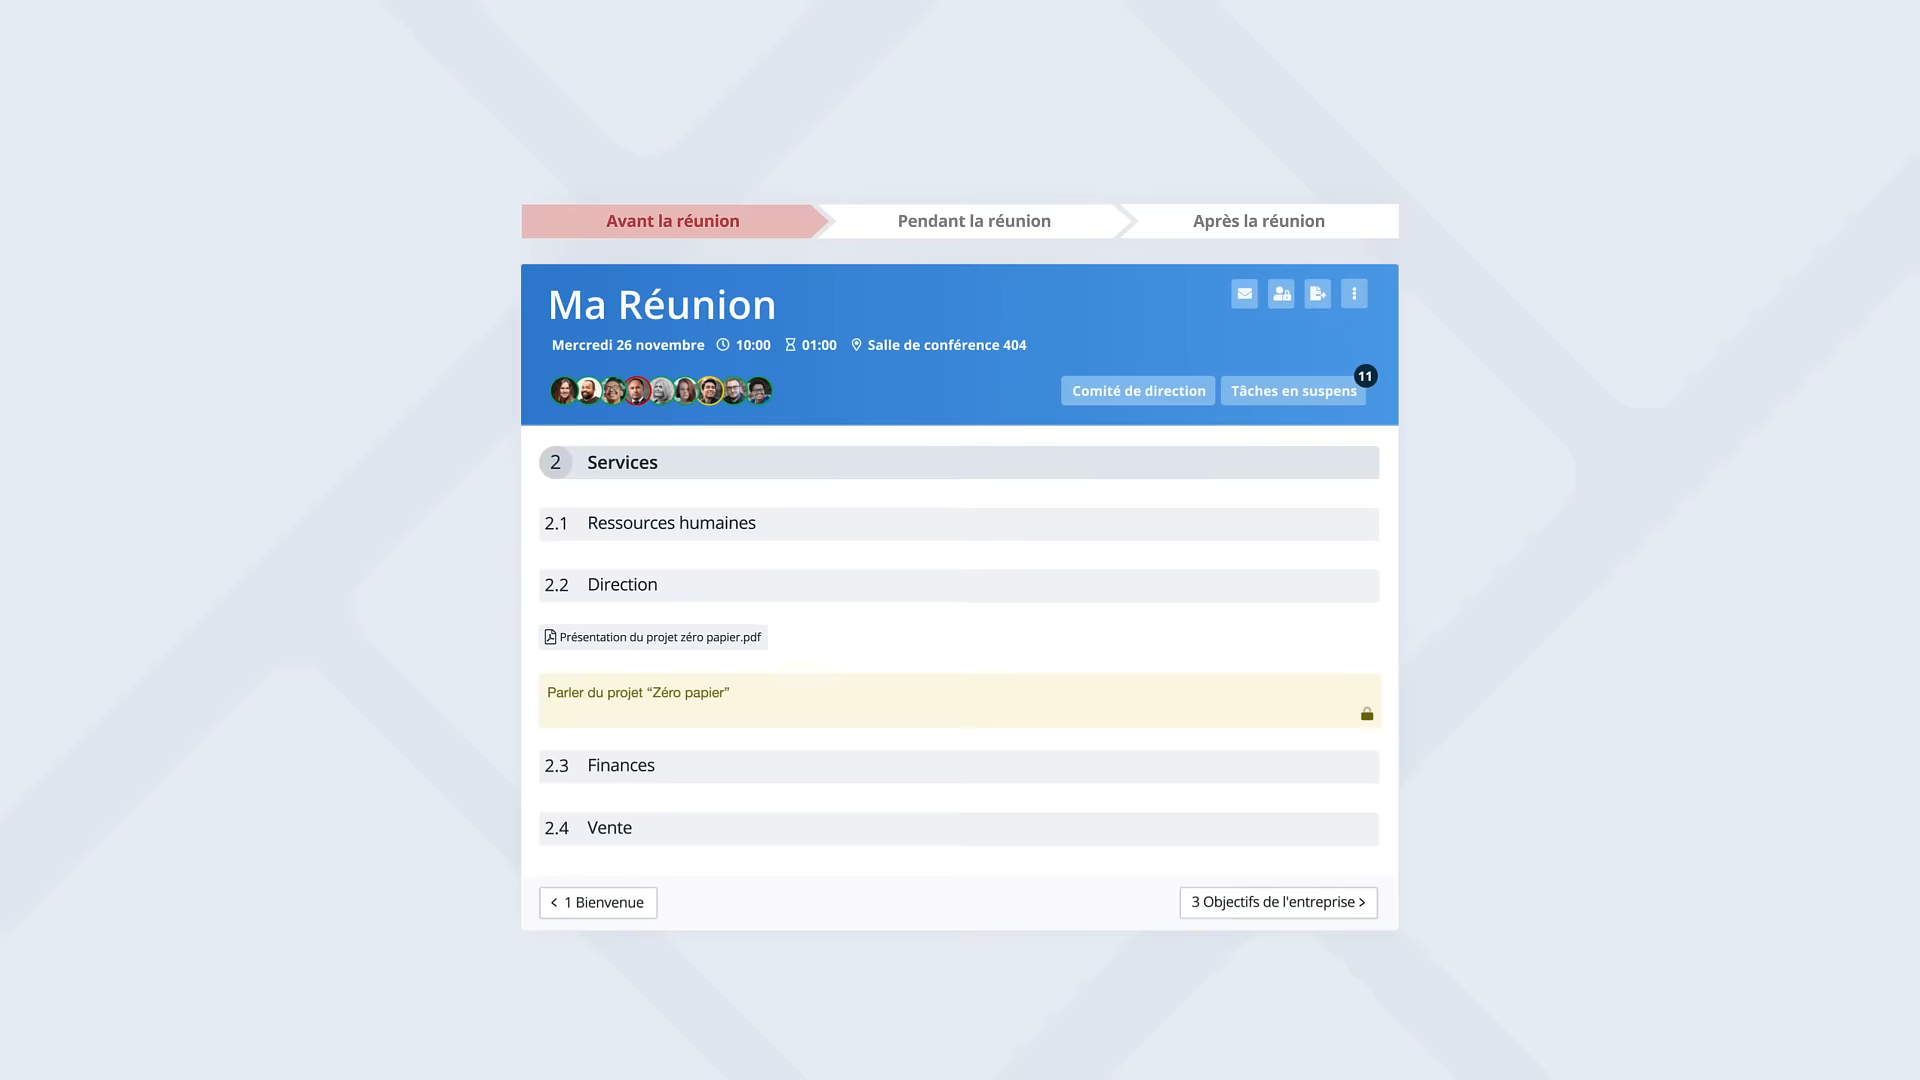 Avant la réunion
Pendant la réunion
Après la réunion
Ma Réunion
Mercredi 26 novembre 10:00 01:00 Salle de conférence 404
11
Comité de direction
Tâches en suspens
2 Services
2.1 Ressources humaines
2.2 Direction
Présentation du projet zéro papier.pdf
Parler du projet “Zéro papier”
2.3 Finances
2.4 Vente
< 1 Bienvenue
3 Objectifs de l'entreprise >